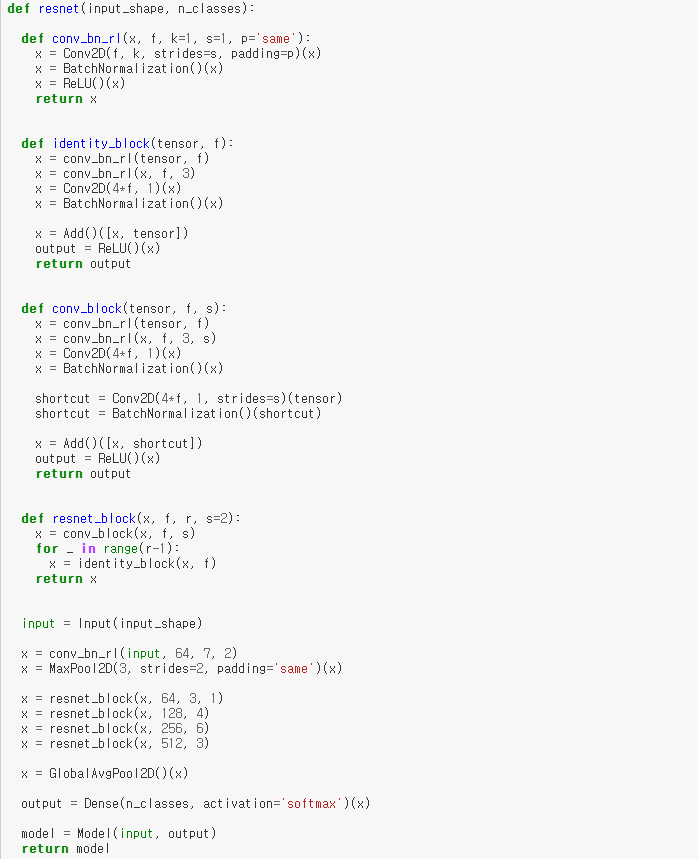 def resnet(input_shape, n_classes):
def conv_bn_rl(x, f, k=1, s=1, p='same'):
x = Conv2D(f, k, strides=s, padding=p)(x)
x = BatchNormalization()(x)
x = ReLU()(x)
return x
def identity_block(tensor, f):
x = conv_bn_rl(tensor, f)
x = conv_bn_rl(x, f, 3)
x = Conv2D(4*f, 1)(x)
x = BatchNormalization()(x)
x = Add()([x, tensor])
output = ReLU()(x)
return output
def conv_block(tensor, f, s):
x = conv_bn_rl(tensor, f)
x = conv_bn_rl(x, f, 3, s)
x = Conv2D(4*f, 1)(x)
x = BatchNormalization()(x)
shortcut = Conv2D(4*f, 1, strides=s)(tensor)
shortcut = BatchNormalization()(shortcut)
x = Add()([x, shortcut])
output = ReLU()(x)
return output
def resnet_block(x, f, r, s=2):
x = conv_block(x, f, s)
for _ in range(r-1):
x = identity_block(x, f)
return x
input = Input(input_shape)
x = conv_bn_rl(input, 64, 7, 2)
x = MaxPool2D(3, strides=2, padding='same')(x)
x = resnet_block(x, 64, 3, 1)
x = resnet_block(x, 128, 4)
x = resnet_block(x, 256, 6)
x = resnet_block(x, 512, 3)
x = GlobalAvgPool2D()(x)
output = Dense(n_classes, activation='softmax')(x)
model = Model(input, output)
return model